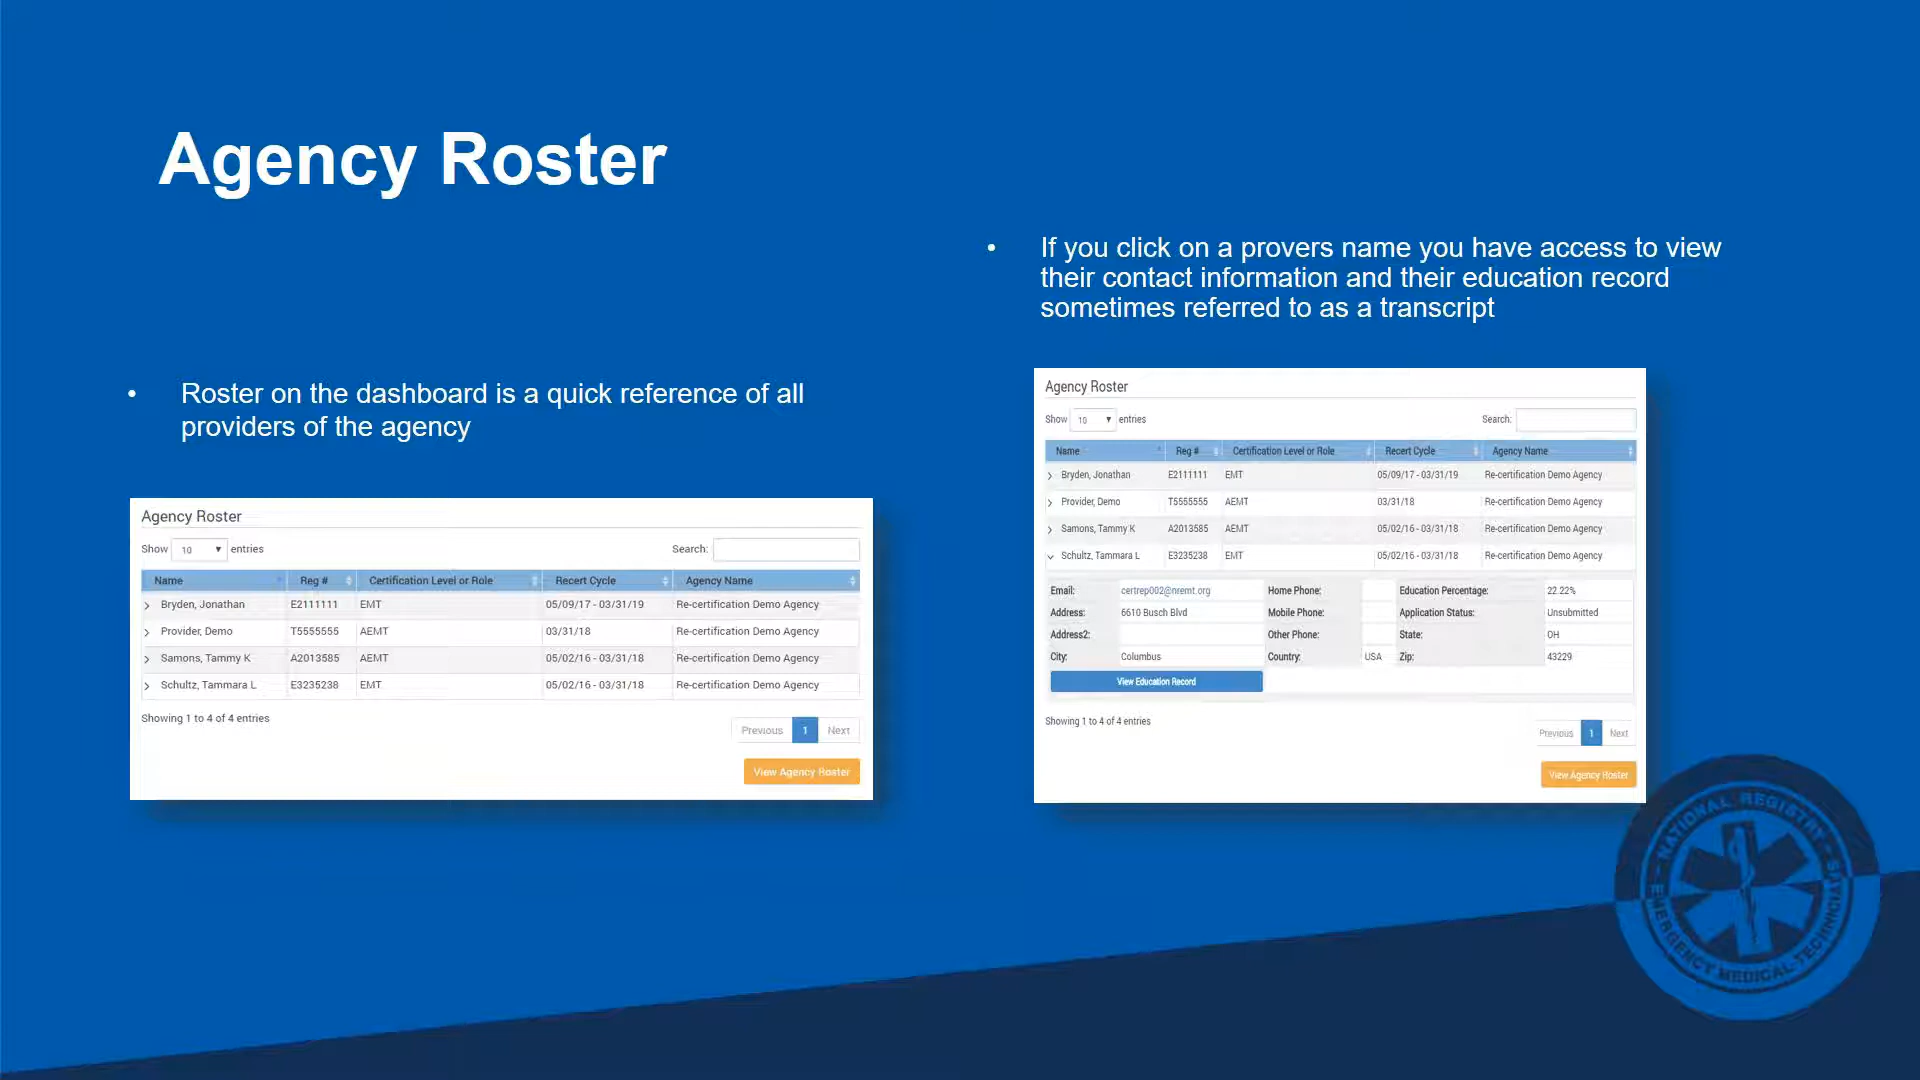 Agency Roster
• Roster on the dashboard is a quick reference of all
providers of the agency
Agency Roster
Show 10 entries Search:
Name Reg # Certification Level or Role Recert Cycle Agency Name
Bryden, Jonathan E2111111 EMT 05/09/17 - 03/31/19 Re-certification Demo Agency
Provider, Demo T5555555 AEMT 03/31/18 Re-certification Demo Agency
Samons, Tammy K A2013585 AEMT 05/02/16 - 03/31/18 Re-certification Demo Agency
Schultz, Tammara L E3235238 EMT 05/02/16 - 03/31/18 Re-certification Demo Agency
Showing 1 to 4 of 4 entries
Previous 1 Next
View Agency Roster
• If you click on a provers name you have access to view
their contact information and their education record
sometimes referred to as a transcript
Agency Roster
Show 10 entries Search:
Name Reg # Certification Level or Role Recert Cycle Agency Name
Bryden, Jonathan E2111111 EMT 05/09/17 - 03/31/19 Re-certification Demo Agency
Provider, Demo T5555555 AEMT 03/31/18 Re-certification Demo Agency
Samons, Tammy K A2013585 AEMT 05/02/16 - 03/31/18 Re-certification Demo Agency
Schultz, Tammara L E3235238 EMT 05/02/16 - 03/31/18 Re-certification Demo Agency
Email: certrep002@nremt.org Home Phone: Education Percentage: 22.22%
Address: 6610 Busch Blvd Mobile Phone: Application Status: Unsubmitted
Address2: Other Phone: State: OH
City: Columbus Country: USA Zip: 43229
View Education Record
Showing 1 to 4 of 4 entries
Previous 1 Next
View Agency Roster
NATIONAL REGISTRY
EMERGENCY MEDICAL TECHNICIANS